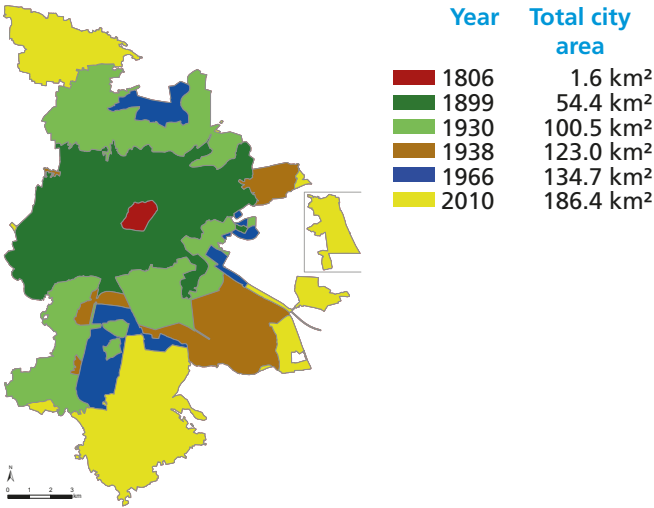 Year Total city
area
1806 1.6 km²
1899 54.4 km²
1930 100.5 km²
1938 123.0 km²
1966 134.7 km²
2010 186.4 km²
N
0 1 2 3
km